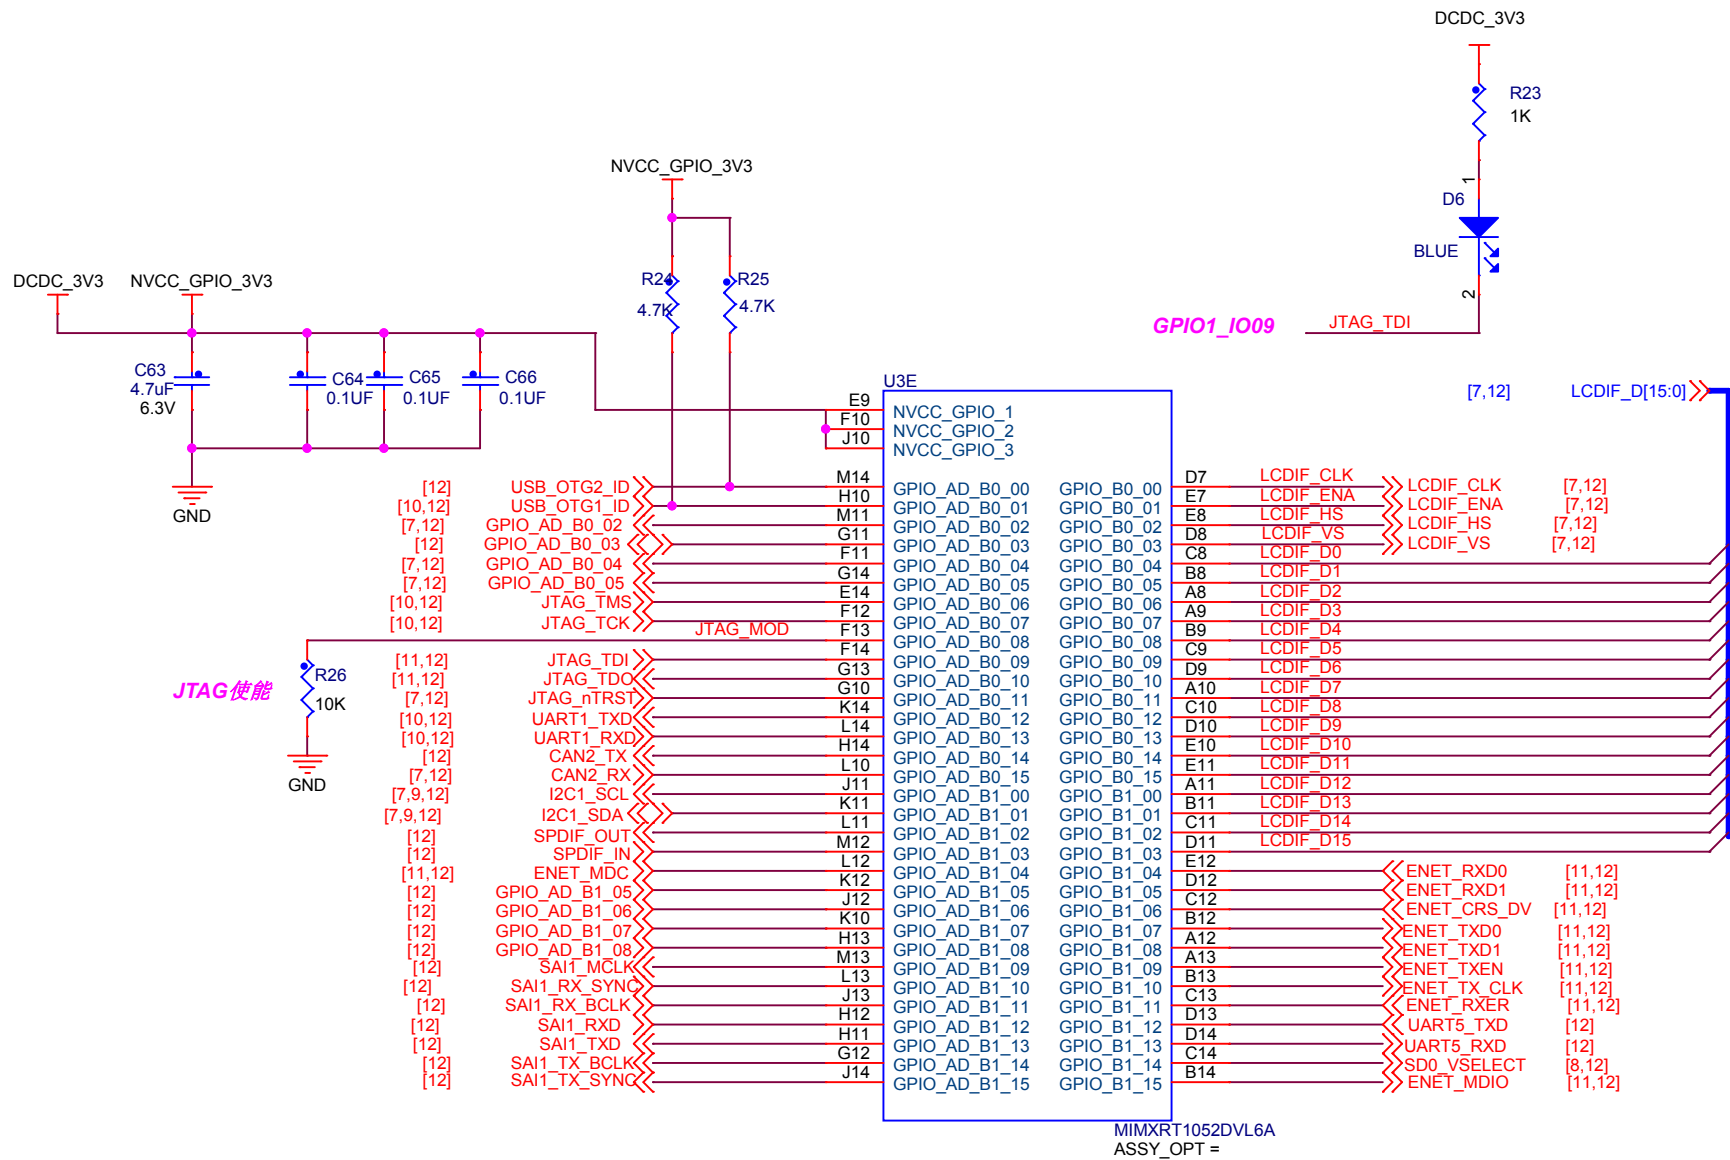 DCDC_3V3
R23
1K
1
D6
BLUE
2
GPIO1_IO09 JTAG_TDI
NVCC_GPIO_3V3
R24 R25
4.7K 4.7K
DCDC_3V3 NVCC_GPIO_3V3
C63 C64 C65 C66
4.7uF 0.1UF 0.1UF 0.1UF
6.3V
GND
U3E
[7,12] LCDIF_D[15:0]
E9 NVCC_GPIO_1
F10 NVCC_GPIO_2
J10 NVCC_GPIO_3
[12] USB_OTG2_ID M14 GPIO_AD_B0_00 GPIO_B0_00 D7 LCDIF_CLK LCDIF_CLK [7,12]
[10,12] USB_OTG1_ID H10 GPIO_AD_B0_01 GPIO_B0_01 E7 LCDIF_ENA LCDIF_ENA [7,12]
[7,12] GPIO_AD_B0_02 M11 GPIO_AD_B0_02 GPIO_B0_02 E8 LCDIF_HS LCDIF_HS [7,12]
[12] GPIO_AD_B0_03 G11 GPIO_AD_B0_03 GPIO_B0_03 D8 LCDIF_VS LCDIF_VS [7,12]
[7,12] GPIO_AD_B0_04 F11 GPIO_AD_B0_04 GPIO_B0_04 C8 LCDIF_D0
[7,12] GPIO_AD_B0_05 G14 GPIO_AD_B0_05 GPIO_B0_05 B8 LCDIF_D1
[10,12] JTAG_TMS E14 GPIO_AD_B0_06 GPIO_B0_06 A8 LCDIF_D2
[10,12] JTAG_TCK F12 GPIO_AD_B0_07 GPIO_B0_07 A9 LCDIF_D3
JTAG_MOD F13 GPIO_AD_B0_08 GPIO_B0_08 B9 LCDIF_D4
[11,12] JTAG_TDI F14 GPIO_AD_B0_09 GPIO_B0_09 C9 LCDIF_D5
[11,12] JTAG_TDO G13 GPIO_AD_B0_10 GPIO_B0_10 D9 LCDIF_D6
[7,12] JTAG_nTRST G10 GPIO_AD_B0_11 GPIO_B0_11 A10 LCDIF_D7
[10,12] UART1_TXD K14 GPIO_AD_B0_12 GPIO_B0_12 C10 LCDIF_D8
[10,12] UART1_RXD L14 GPIO_AD_B0_13 GPIO_B0_13 D10 LCDIF_D9
[12] CAN2_TX H14 GPIO_AD_B0_14 GPIO_B0_14 E10 LCDIF_D10
[7,12] CAN2_RX L10 GPIO_AD_B0_15 GPIO_B0_15 E11 LCDIF_D11
[7,9,12] I2C1_SCL J11 GPIO_AD_B1_00 GPIO_B1_00 A11 LCDIF_D12
[7,9,12] I2C1_SDA K11 GPIO_AD_B1_01 GPIO_B1_01 B11 LCDIF_D13
[12] SPDIF_OUT L11 GPIO_AD_B1_02 GPIO_B1_02 C11 LCDIF_D14
[12] SPDIF_IN M12 GPIO_AD_B1_03 GPIO_B1_03 D11 LCDIF_D15
[11,12] ENET_MDC L12 GPIO_AD_B1_04 GPIO_B1_04 E12 ENET_RXD0 [11,12]
[12] GPIO_AD_B1_05 K12 GPIO_AD_B1_05 GPIO_B1_05 D12 ENET_RXD1 [11,12]
[12] GPIO_AD_B1_06 J12 GPIO_AD_B1_06 GPIO_B1_06 C12 ENET_CRS_DV [11,12]
[12] GPIO_AD_B1_07 K10 GPIO_AD_B1_07 GPIO_B1_07 B12 ENET_TXD0 [11,12]
[12] GPIO_AD_B1_08 H13 GPIO_AD_B1_08 GPIO_B1_08 A12 ENET_TXD1 [11,12]
[12] SAI1_MCLK M13 GPIO_AD_B1_09 GPIO_B1_09 A13 ENET_TXEN [11,12]
[12] SAI1_RX_SYNC L13 GPIO_AD_B1_10 GPIO_B1_10 B13 ENET_TX_CLK [11,12]
[12] SAI1_RX_BCLK J13 GPIO_AD_B1_11 GPIO_B1_11 C13 ENET_RXER [11,12]
[12] SAI1_RXD H12 GPIO_AD_B1_12 GPIO_B1_12 D13 UART5_TXD [12]
[12] SAI1_TXD H11 GPIO_AD_B1_13 GPIO_B1_13 D14 UART5_RXD [12]
[12] SAI1_TX_BCLK G12 GPIO_AD_B1_14 GPIO_B1_14 C14 SD0_VSELECT [8,12]
[12] SAI1_TX_SYNC J14 GPIO_AD_B1_15 GPIO_B1_15 B14 ENET_MDIO [11,12]
JTAG使能
R26
10K
GND
MIMXRT1052DVL6A
ASSY_OPT =